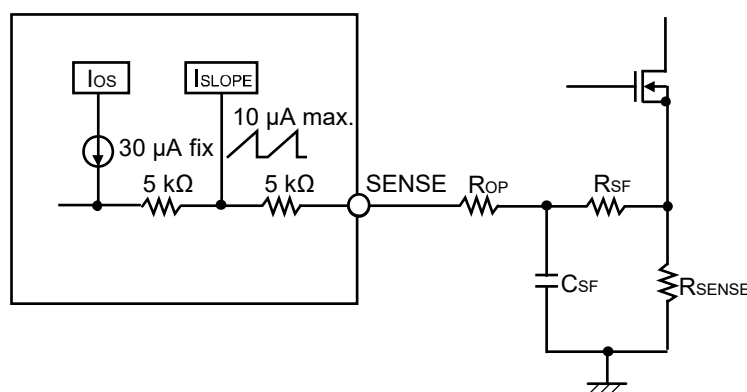 IOS
ISLOPE
10 µA max.
30 µA fix
5 kΩ
5 kΩ
SENSE
ROP
RSF
CSF
RSENSE